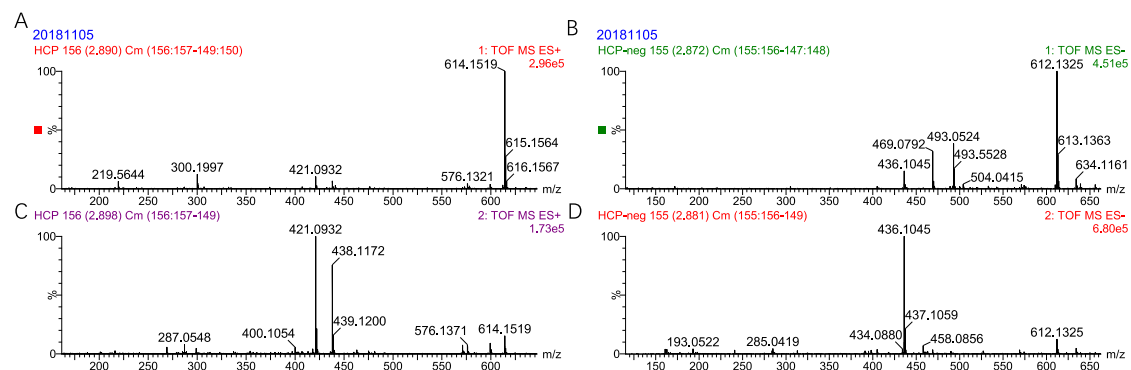 A
20181105
HCP 156 (2.890) Cm (156:157-149:150)
1: TOF MS ES+
2.96e5
100
%
0
614.1519
615.1564
616.1567
219.5644
300.1997
421.0932
576.1321
200 250 300 350 400 450 500 550 600 650 m/z
B
20181105
HCP-neg 155 (2.872) Cm (155:156-147:148)
1: TOF MS ES-
4.51e5
100
%
0
612.1325
613.1363
634.1161
469.0792
493.0524
493.5528
436.1045
504.0415
150 200 250 300 350 400 450 500 550 600 650 m/z
C
HCP 156 (2.898) Cm (156:157-149)
2: TOF MS ES+
1.73e5
100
%
0
421.0932
438.1172
439.1200
287.0548
400.1054
576.1371
614.1519
200 250 300 350 400 450 500 550 600 650 m/z
D
HCP-neg 155 (2.881) Cm (155:156-149)
2: TOF MS ES-
6.80e5
100
%
0
436.1045
437.1059
434.0880
458.0856
193.0522
285.0419
612.1325
150 200 250 300 350 400 450 500 550 600 650 m/z